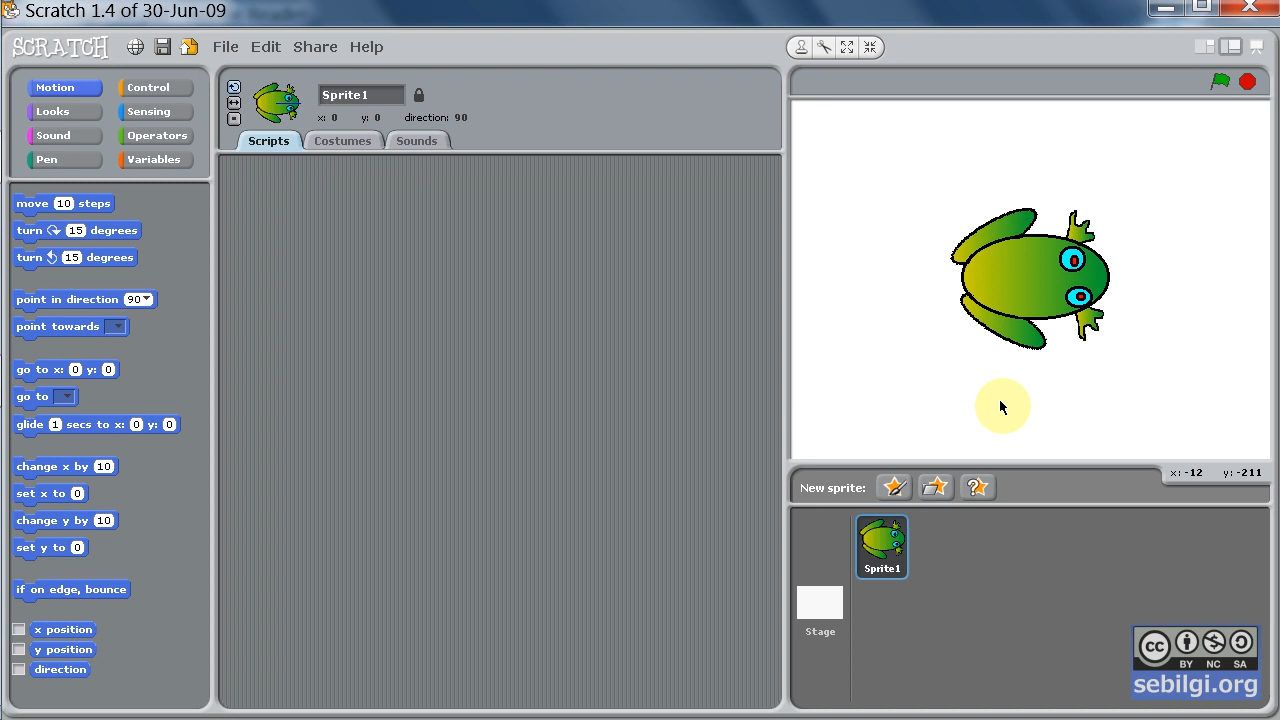 Scratch 1.4 of 30-Jun-09
SCRATCH File Edit Share Help
Motion Control
Looks Sensing
Sound Operators
Pen Variables
move 10 steps
turn 15 degrees
turn 15 degrees
point in direction 90
point towards
go to x: 0 y: 0
go to
glide 1 secs to x: 0 y: 0
change x by 10
set x to 0
change y by 10
set y to 0
if on edge, bounce
x position
y position
direction
Sprite1
x: 0 y: 0 direction: 90
Scripts Costumes Sounds
x: -12 y: -211
New sprite:
Sprite1
Stage
CC
BY NC SA
sebilgi.org